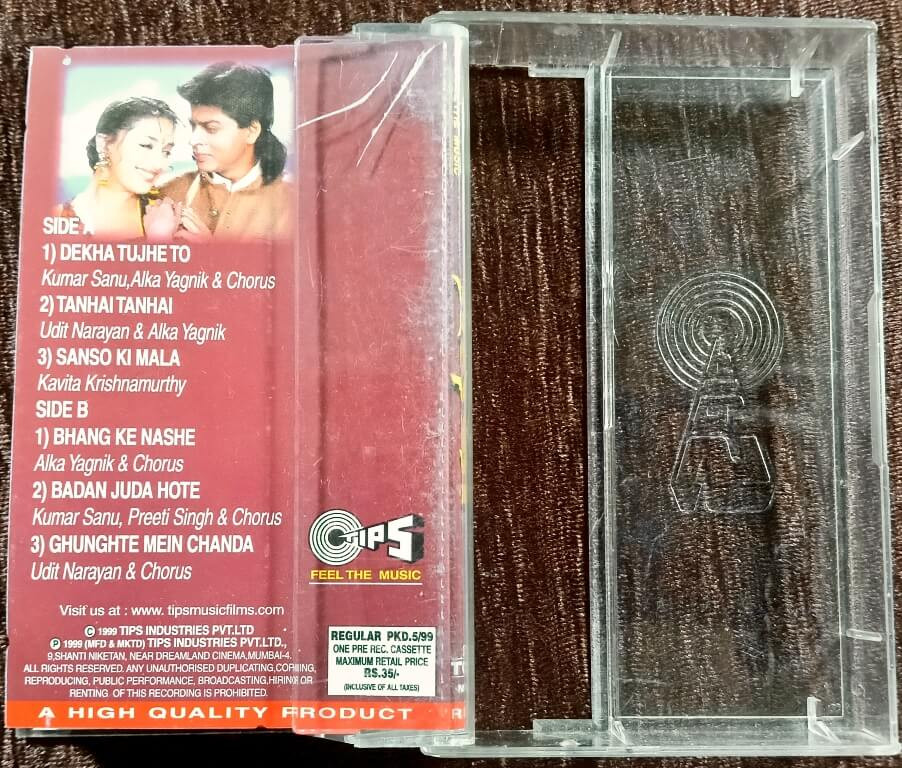 SIDE A
1) DEKHA TUJHE TO
Kumar Sanu,Alka Yagnik & Chorus
2) TANHAI TANHAI
Udit Narayan & Alka Yagnik
3) SANSO KI MALA
Kavita Krishnamurthy
SIDE B
1) BHANG KE NASHE
Alka Yagnik & Chorus
2) BADAN JUDA HOTE
Kumar Sanu, Preeti Singh & Chorus
3) GHUNGHTE MEIN CHANDA
Udit Narayan & Chorus
Visit us at : www. tipsmusicfilms.com
© 1999 TIPS INDUSTRIES PVT.LTD
℗ 1999 (MFD & MKTD) TIPS INDUSTRIES PVT.LTD.,
9,SHANTI NIKETAN, NEAR DREAMLAND CINEMA,MUMBAI-4.
ALL RIGHTS RESERVED. ANY UNAUTHORISED DUPLICATING,COPIIING,
REPRODUCING, PUBLIC PERFORMANCE, BROADCASTING,HIRING OR
RENTING OF THIS RECORDING IS PROHIBITED.
A HIGH QUALITY PRODUCT
TIPS
FEEL THE MUSIC
REGULAR PKD.5/99
ONE PRE REC. CASSETTE
MAXIMUM RETAIL PRICE
RS.35/-
(INCLUSIVE OF ALL TAXES)